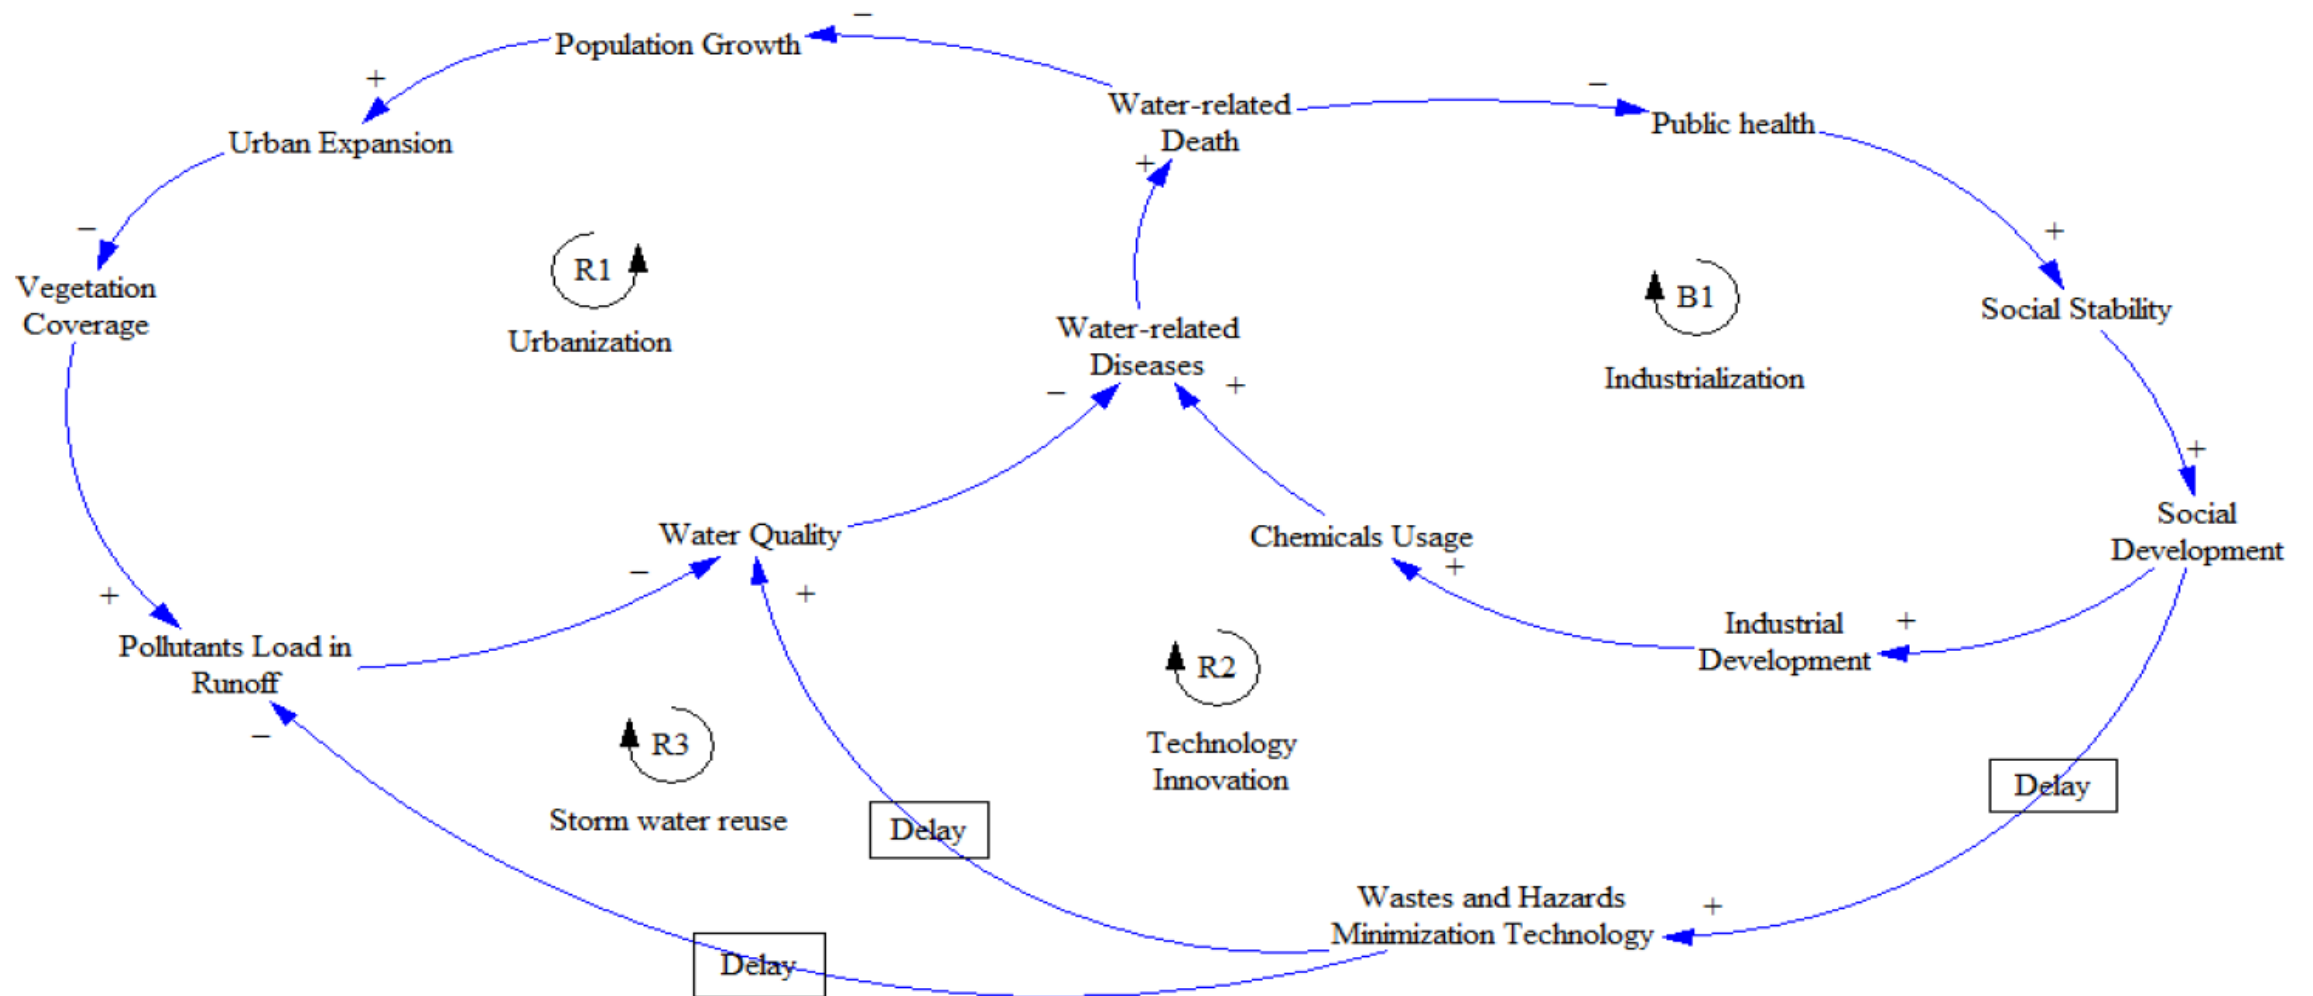 −
Population Growth
+
Urban Expansion
−
Water-related
Death
−
Public health
+
+
Social Stability
−
Vegetation
Coverage
R1
Urbanization
B1
Industrialization
Water-related
Diseases
−
+
+
Social
Development
Water Quality
Chemicals Usage
+
−
+
+
Pollutants Load in
Runoff
Industrial
Development
+
R2
Technology
Innovation
−
R3
Storm water reuse
Delay
Delay
Wastes and Hazards
Minimization Technology
+
Delay